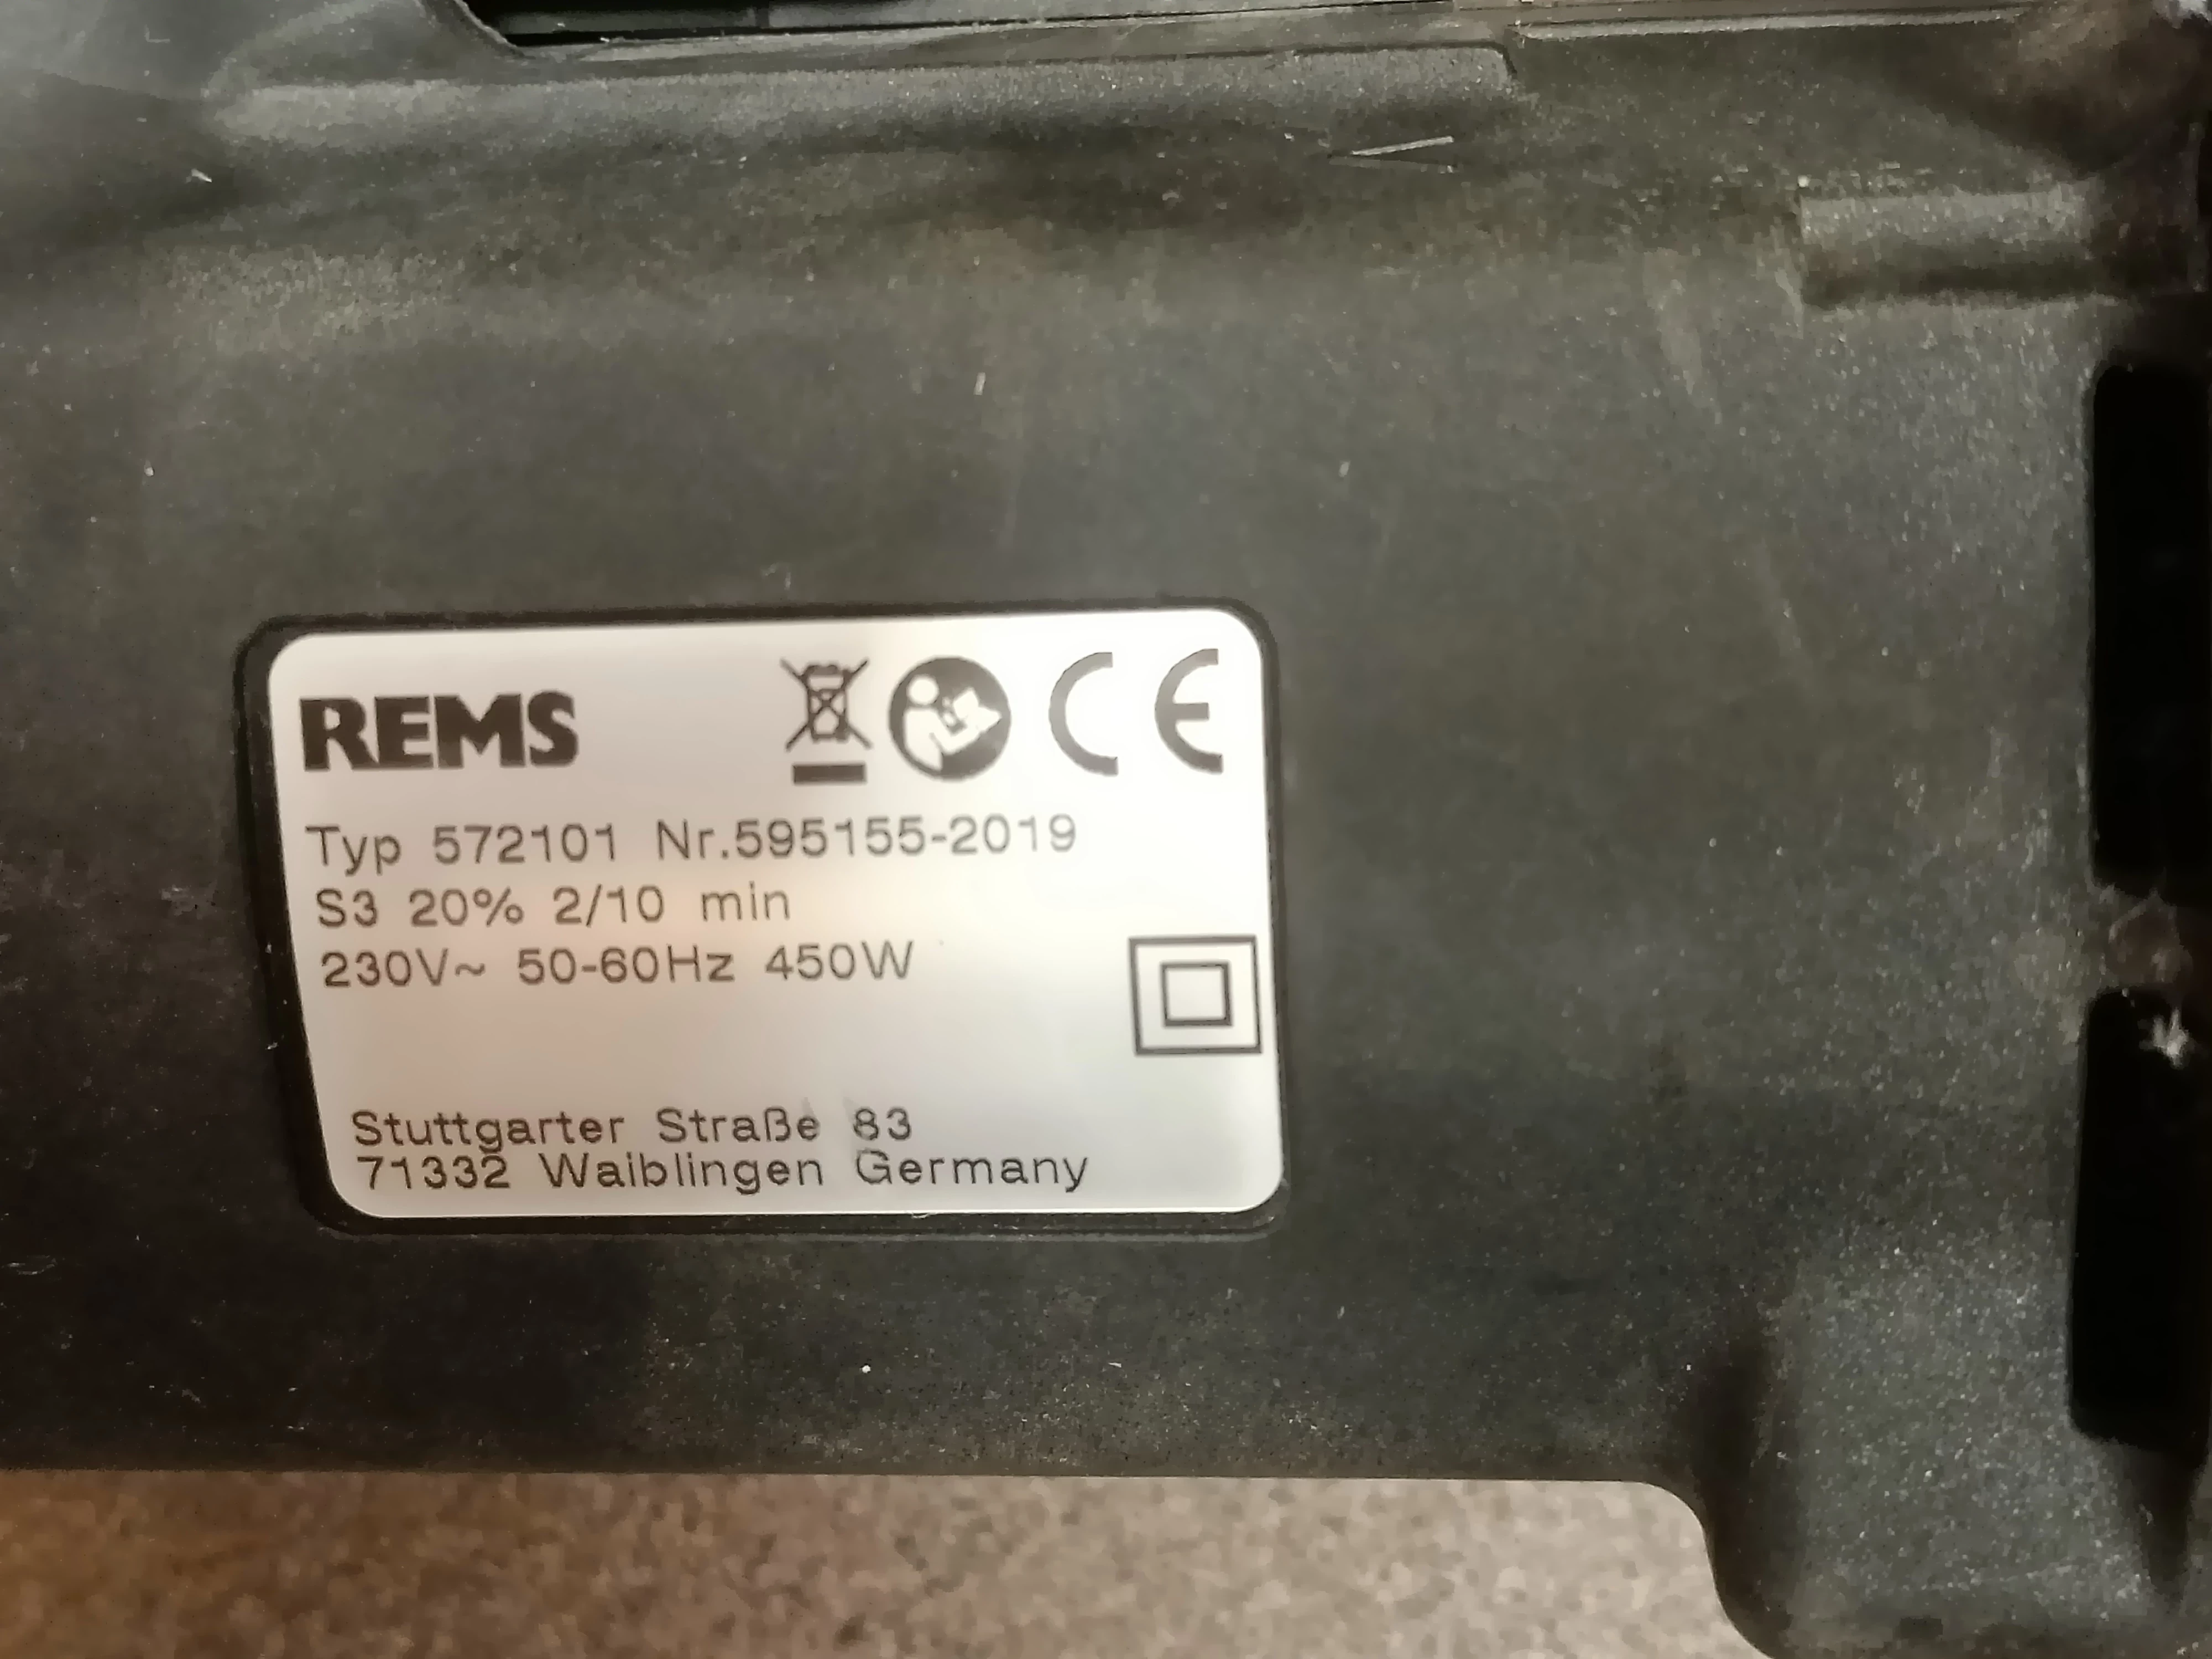 REMS CE
Typ 572101 Nr.595155-2019
S3 20% 2/10 min
230V~ 50-60Hz 450W
Stuttgarter Straße 83
71332 Waiblingen Germany